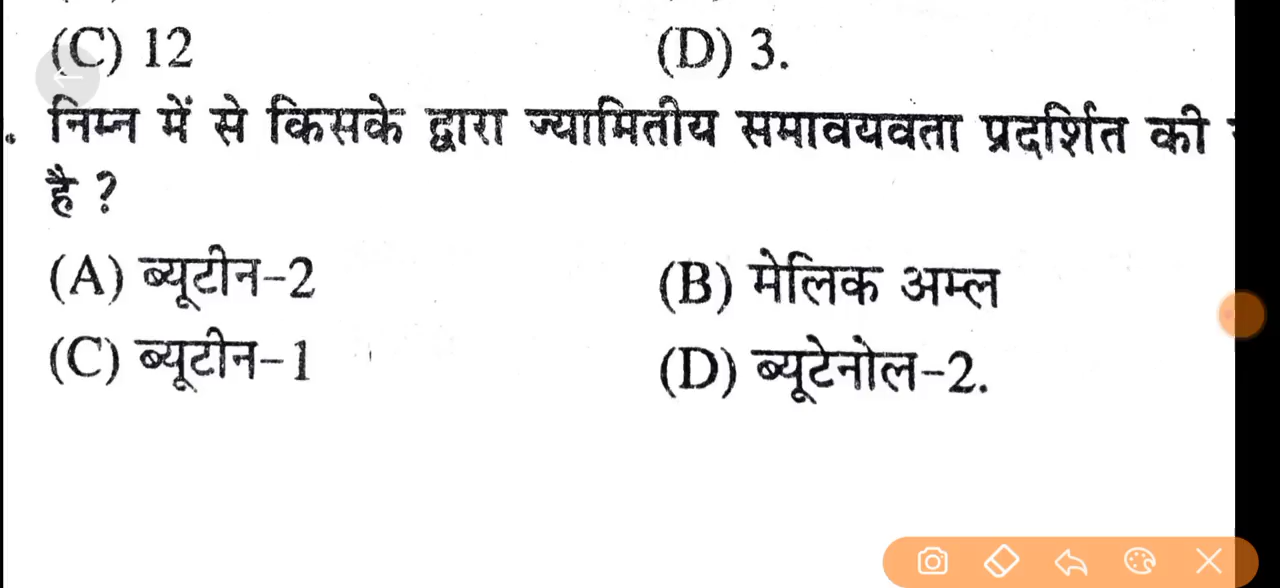 (C) 12 (D) 3.
निम्न में से किसके द्वारा ज्यामितीय समावयवता प्रदर्शित की
है ?
(A) ब्यूटीन-2 (B) मेलिक अम्ल
(C) ब्यूटीन-1 (D) ब्यूटेनोल-2.